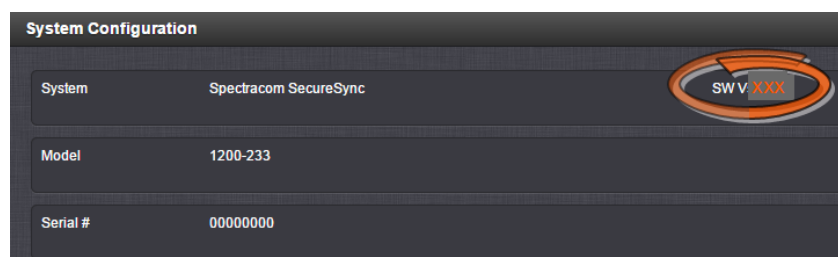 System Configuration
System Spectracom SecureSync SW V XXX
Model 1200-233
Serial # 00000000